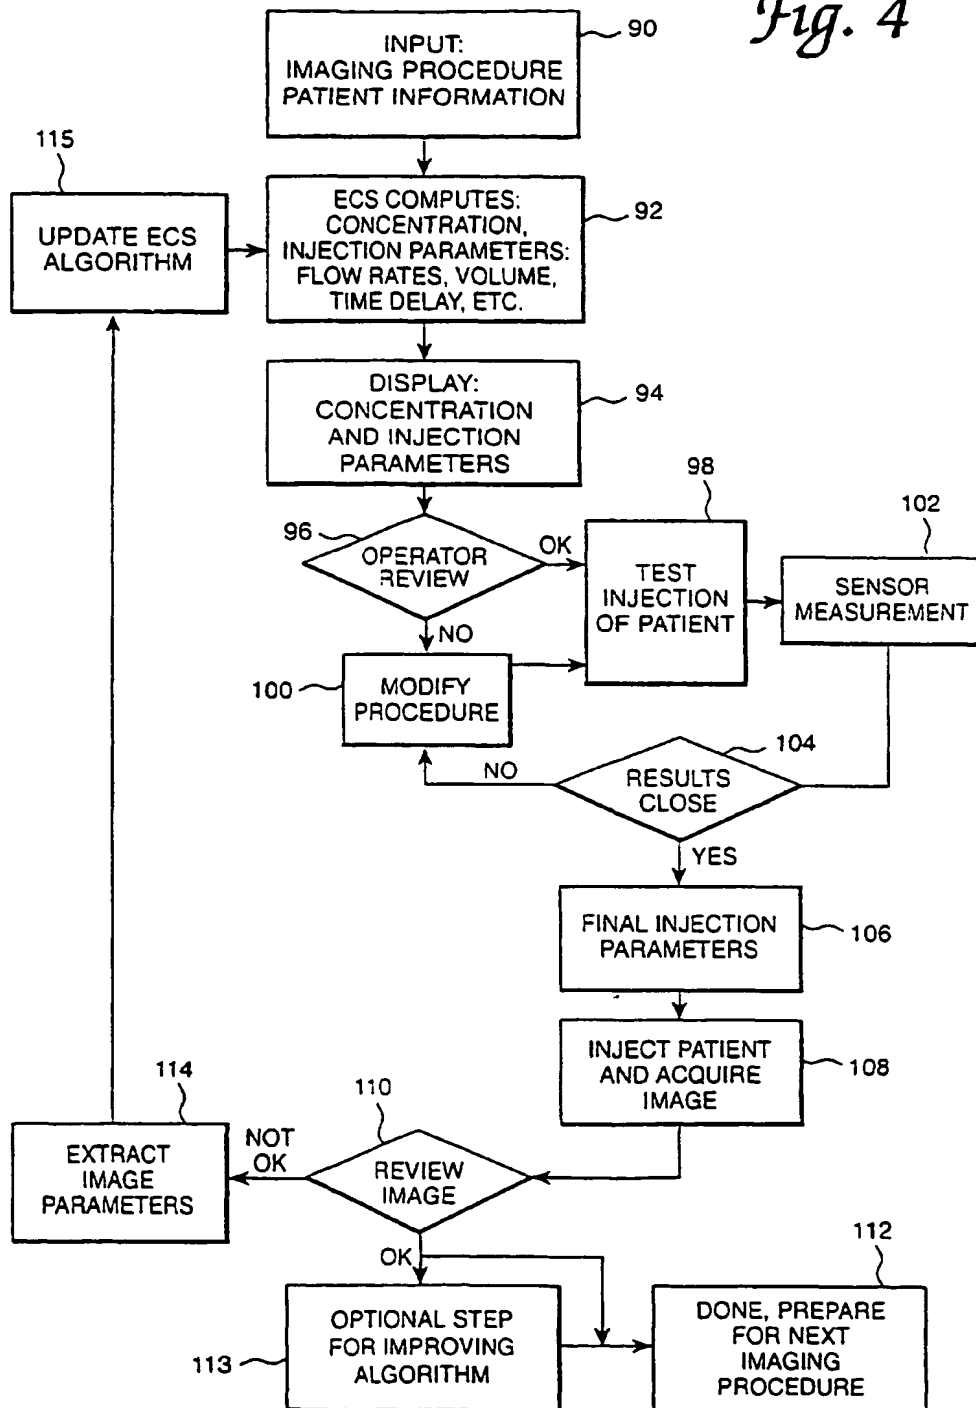 Fig. 4
INPUT:
IMAGING PROCEDURE
PATIENT INFORMATION
90
115
UPDATE ECS
ALGORITHM
ECS COMPUTES:
CONCENTRATION,
INJECTION PARAMETERS:
FLOW RATES, VOLUME,
TIME DELAY, ETC.
92
DISPLAY:
CONCENTRATION
AND INJECTION
PARAMETERS
94
96
OPERATOR
REVIEW
OK
NO
98
TEST
INJECTION
OF PATIENT
102
SENSOR
MEASUREMENT
100
MODIFY
PROCEDURE
104
RESULTS
CLOSE
NO
YES
FINAL INJECTION
PARAMETERS
106
INJECT PATIENT
AND ACQUIRE
IMAGE
108
110
REVIEW
IMAGE
NOT
OK
114
EXTRACT
IMAGE
PARAMETERS
OK
113
OPTIONAL STEP
FOR IMPROVING
ALGORITHM
112
DONE, PREPARE
FOR NEXT
IMAGING
PROCEDURE